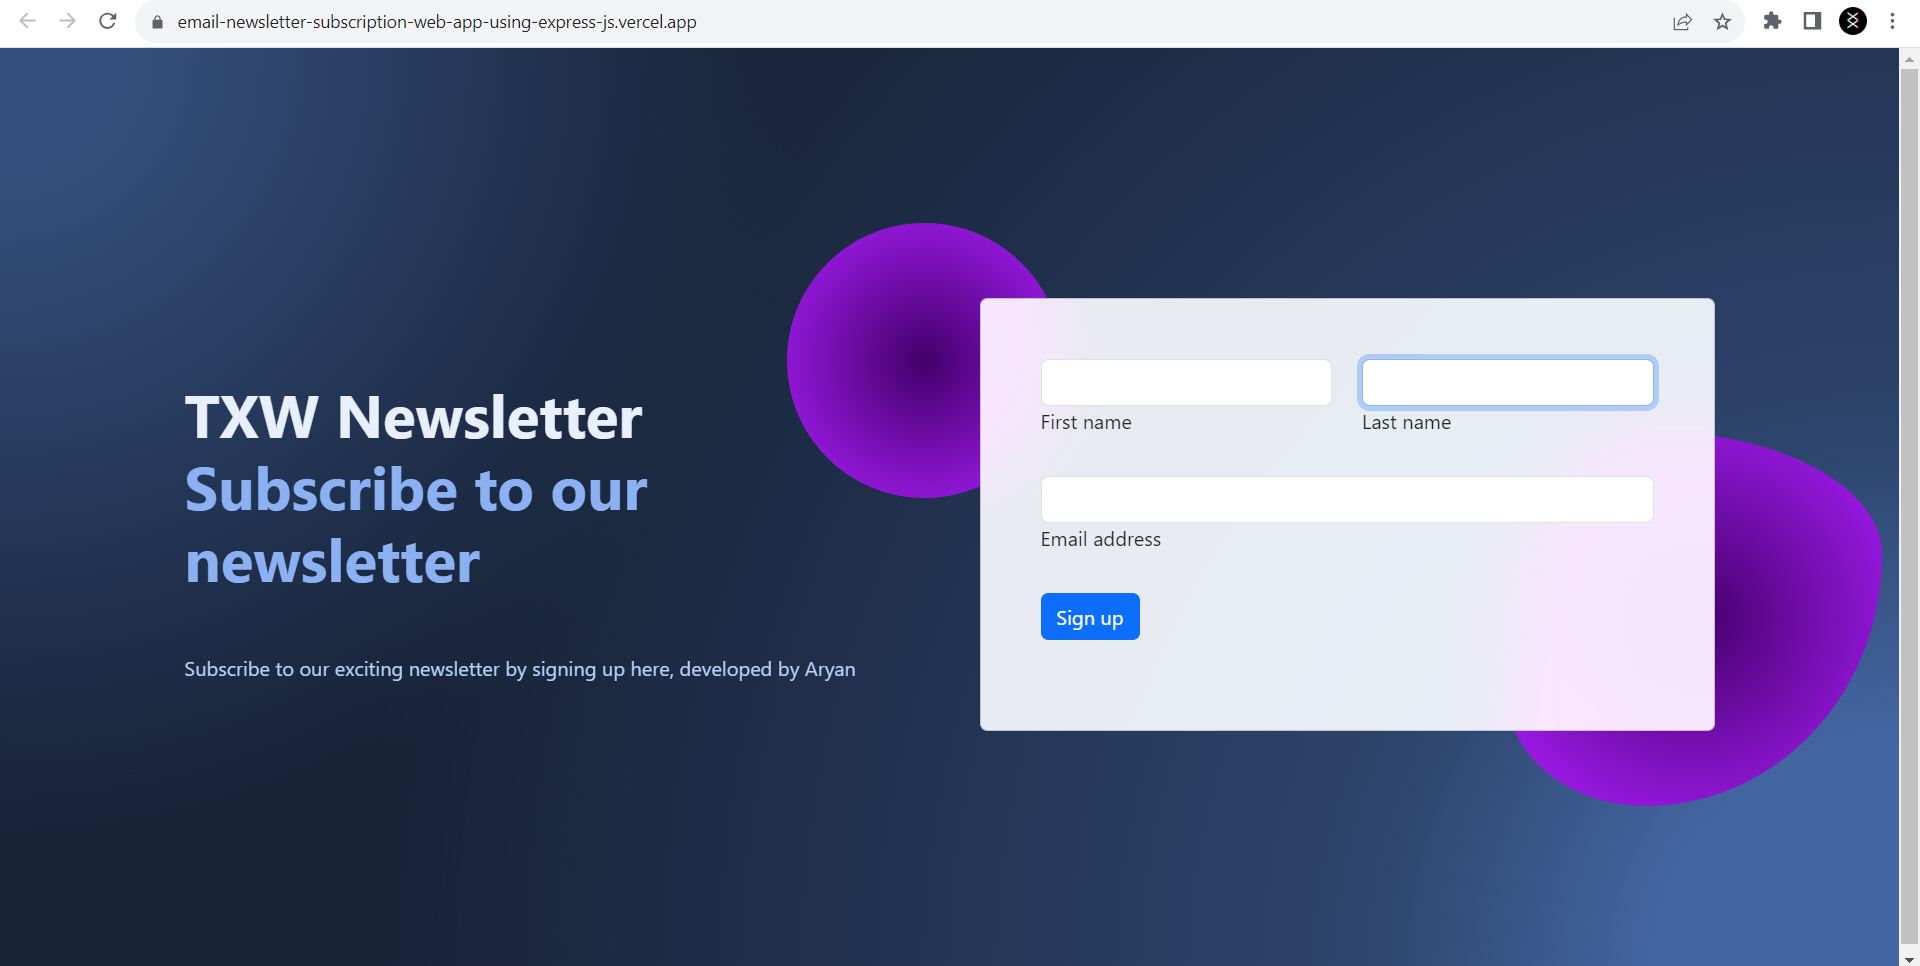 email-newsletter-subscription-web-app-using-express-js.vercel.app
TXW Newsletter
Subscribe to our
newsletter
Subscribe to our exciting newsletter by signing up here, developed by Aryan
First name
Last name
Email address
Sign up